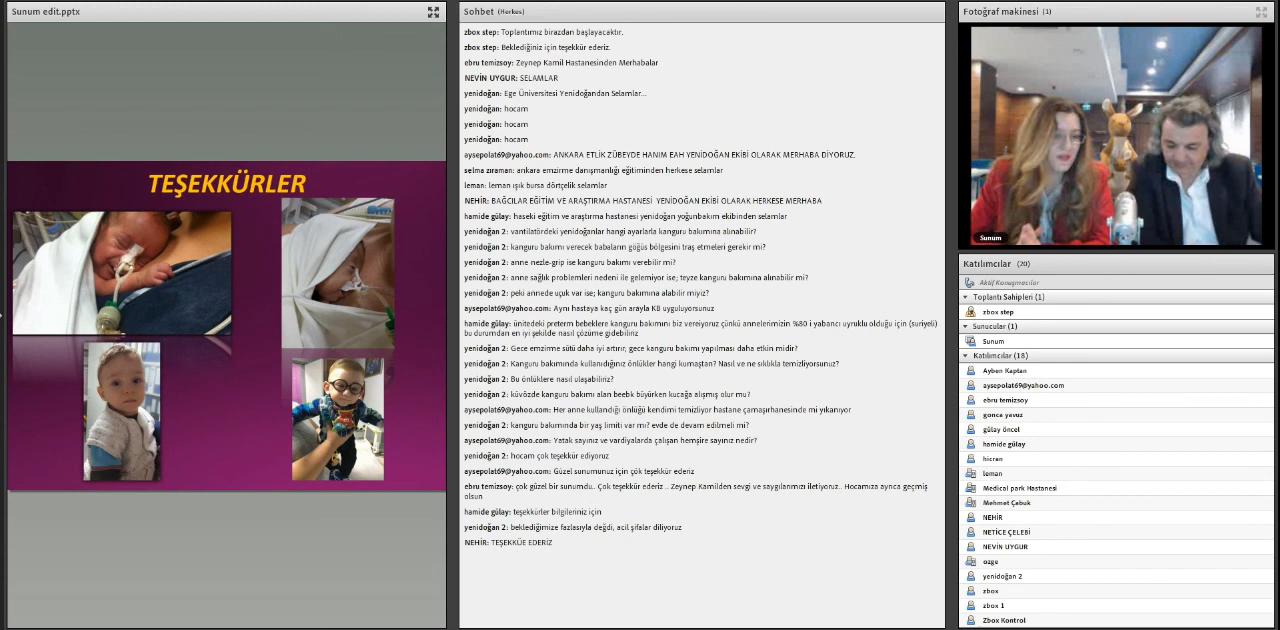 Sunum edit.pptx
TEŞEKKÜRLER
Sohbet (Herkes)
zbox step: Toplantımız birazdan başlayacaktır.
zbox step: Beklediğiniz için teşekkür ederiz.
ebru temizsoy: Zeynep Kamil Hastanesinden Merhabalar
NEVİN UYGUR: SELAMLAR
yenidoğan: Ege Üniversitesi Yenidoğandan Selamlar...
yenidoğan: hocam
yenidoğan: hocam
yenidoğan: hocam
aysepolat69@yahoo.com: ANKARA ETLİK ZÜBEYDE HANIM EAH YENİDOĞAN EKİBİ OLARAK MERHABA DİYORUZ.
selma zıraman: ankara emzirme danışmanlığı eğitiminden herkese selamlar
leman: leman ışık bursa dörtçelik selamlar
NEHİR: BAĞCILAR EĞİTİM VE ARAŞTIRMA HASTANESİ YENİDOĞAN EKİBİ OLARAK HERKESE MERHABA
hamide gülay: haseki eğitim ve araştırma hastanesi yenidoğan yoğunbakım ekibinden selamlar
yenidoğan 2: vantilatördeki yenidoğanlar hangi ayarlarla kanguru bakımına alınabilir?
yenidoğan 2: kanguru bakımı verecek babaların göğüs bölgesini traş etmeleri gerekir mi?
yenidoğan 2: anne nezle-grip ise kanguru bakımı verebilir mi?
yenidoğan 2: anne sağlık problemleri nedeni ile gelemiyor ise; teyze kanguru bakımına alınabilir mi?
yenidoğan 2: peki annede uçuk var ise; kanguru bakımına alabilir miyiz?
aysepolat69@yahoo.com: Aynı hastaya kaç gün arayla KB uyguluyorsunuz
hamide gülay: ünitedeki preterm bebeklere kanguru bakımını biz vereiyoruz çünkü annelerimizin %80 i yabancı uyruklu olduğu için (suriyeli)
bu durumdan en iyi şekilde nasıl çözüme gidebiliriz
yenidoğan 2: Gece emzirme sütü daha iyi artırır; gece kanguru bakımı yapılması daha etkin midir?
yenidoğan 2: Kanguru bakımında kullanıdığınız önlükler hangi kumaştan? Nasıl ve ne sıklıkla temizliyorsunuz?
yenidoğan 2: Bu önlüklere nasıl ulaşabiliriz?
yenidoğan 2: küvözde kanguru bakımı alan beebk büyürken kucağa alışmış olur mu?
aysepolat69@yahoo.com: Her anne kullandığı önlüğü kendimi temizliyor hastane çamaşırhanesinde mi yıkanıyor
yenidoğan 2: kanguru bakımında bir yaş limiti var mı? evde de devam edilmeli mi?
aysepolat69@yahoo.com: Yatak sayınız ve vardiyalarda çalışan hemşire sayınız nedir?
yenidoğan 2: hocam çok teşekkür ediyoruz
aysepolat69@yahoo.com: Güzel sunumunuz için çök teşekkür ederiz
ebru temizsoy: çok güzel bir sunumdu.. Çok teşekkür ederiz .. Zeynep Kamilden sevgi ve saygılarımızı iletiyoruz.. Hocamıza ayrıca geçmiş
olsun
hamide gülay: teşekkürler bilgileriniz için
yenidoğan 2: beklediğimize fazlasıyla değdi, acil şifalar diliyoruz
NEHİR: TEŞEKKÜE EDERİZ
Fotoğraf makinesi (1)
Sunum
Katılımcılar (20)
Aktif Konuşmacılar
Toplantı Sahipleri (1)
zbox step
Sunucular (1)
Sunum
Katılımcılar (18)
Ayben Kaptan
aysepolat69@yahoo.com
ebru temizsoy
gonca yavuz
gülay öncel
hamide gülay
hicran
leman
Medical park Hastanesi
Mehmet Çabuk
NEHİR
NETİCE ÇELEBİ
NEVİN UYGUR
ozge
yenidoğan 2
zbox
zbox 1
Zbox Kontrol